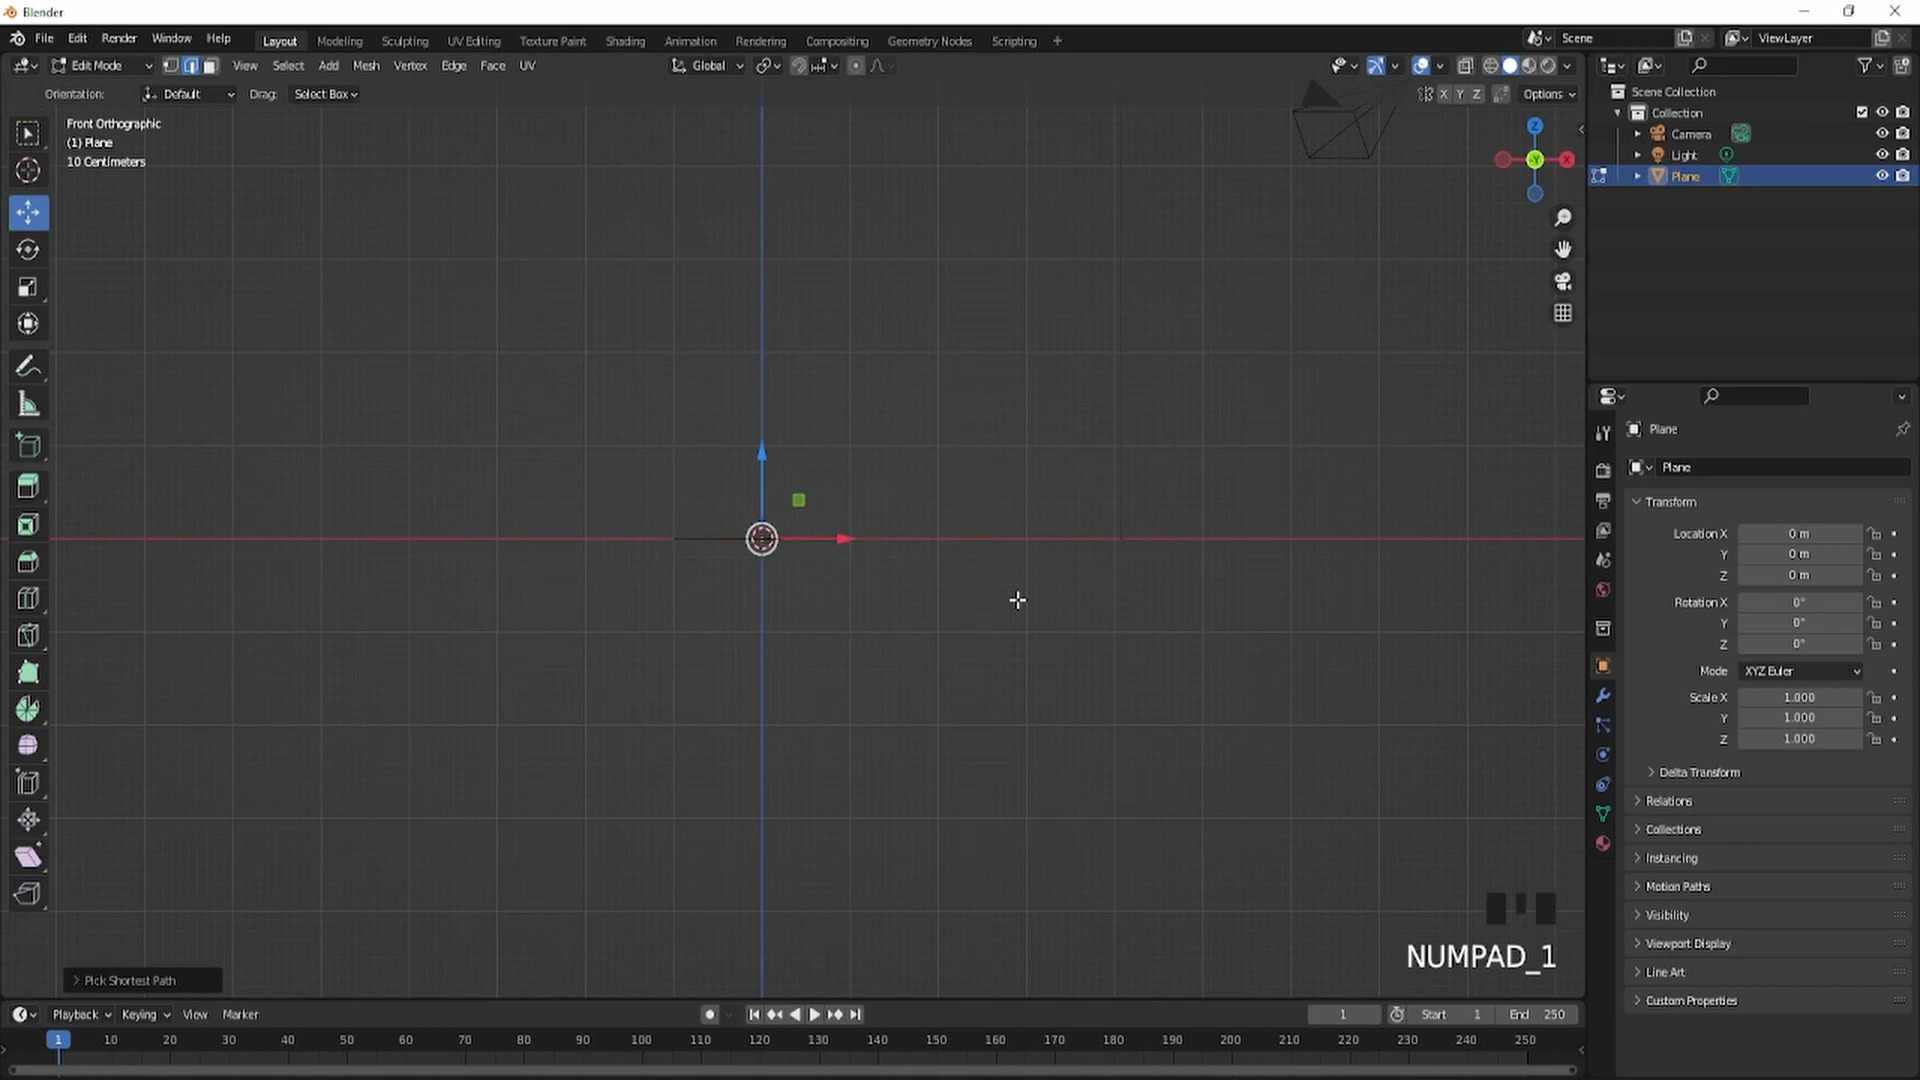 Blender
File Edit Render Window Help Layout Modeling Sculpting UV Editing Texture Paint Shading Animation Rendering Compositing Geometry Nodes Scripting + Scene ViewLayer
Edit Mode View Select Add Mesh Vertex Edge Face UV Global
Orientation: Default Drag: Select Box X Y Z Options
Front Orthographic
(1) Plane
10 Centimeters
Z
-Y X
Scene Collection
Collection
Camera
Light
Plane
Plane
Plane
Transform
Location X 0 m
Y 0 m
Z 0 m
Rotation X 0°
Y 0°
Z 0°
Mode XYZ Euler
Scale X 1.000
Y 1.000
Z 1.000
Delta Transform
Relations
Collections
Instancing
Motion Paths
Visibility
Viewport Display
Line Art
Custom Properties
NUMPAD_1
Pick Shortest Path
Playback Keying View Marker 1 Start 1 End 250
1 10 20 30 40 50 60 70 80 90 100 110 120 130 140 150 160 170 180 190 200 210 220 230 240 250